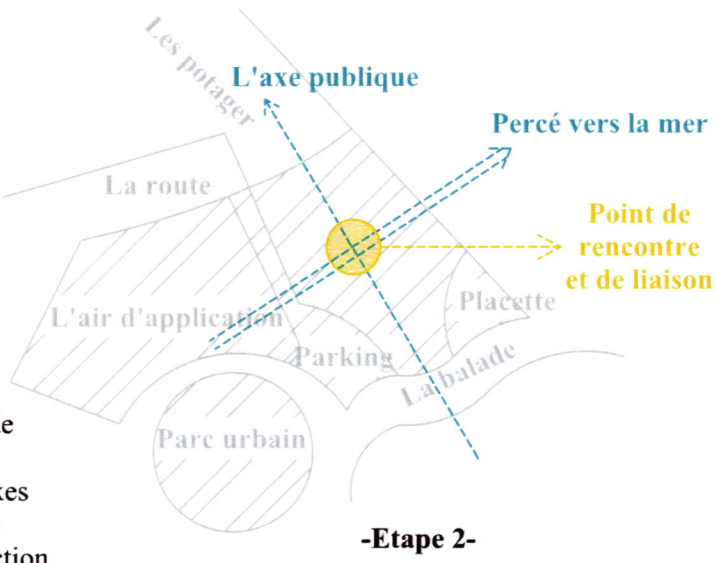 Les potager
L'axe publique
Percé vers la mer
La route
Point de
rencontre
et de liaison
L'air d'application
Placette
Parking
La balade
Parc urbain
-Etape 2-